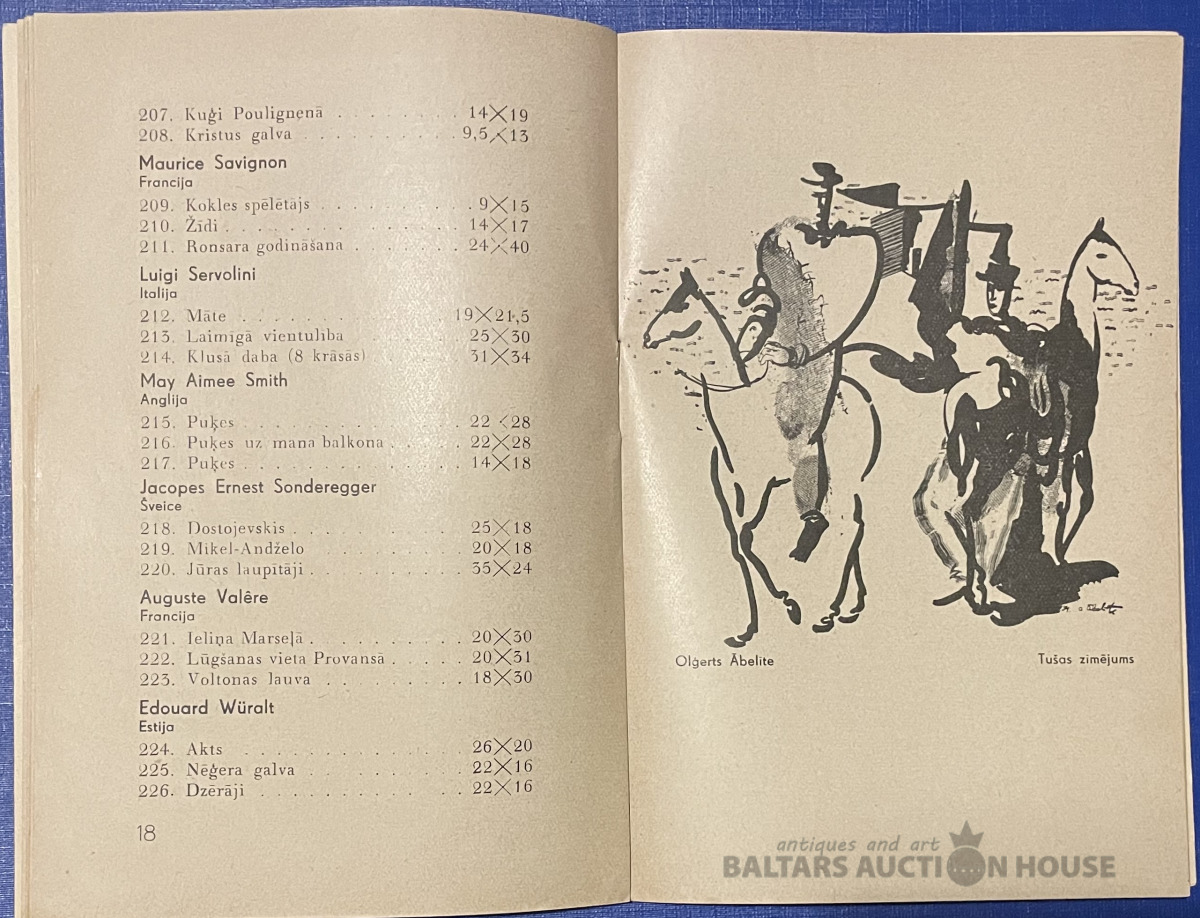 207. Kuģi Pouligneņā . . . . . . . . 14×19
208. Kristus galva . . . . . . . . . . 9,5×13
Maurice Savignon
Francija
209. Kokles spēlētājs . . . . . . . . . 9×15
210. Žīdi . . . . . . . . . . . . . . 14×17
211. Ronsara godināšana . . . . . . . 24×40
Luigi Servolini
Italija
212. Māte . . . . . . . . . . . . . 19×21,5
213. Laimīgā vientulība . . . . . . . 25×30
214. Klusā daba (8 krāsās) . . . . . . 31×34
May Aimee Smith
Anglija
215. Puķes . . . . . . . . . . . . . 22×28
216. Puķes uz mana balkona . . . . . 22×28
217. Puķes . . . . . . . . . . . . . 14×18
Jacopes Ernest Sonderegger
Šveice
218. Dostojevskis . . . . . . . . . . 25×18
219. Mikel-Andželo . . . . . . . . . 20×18
220. Jūras laupītāji . . . . . . . . . 35×24
Auguste Valêre
Francija
221. Ieliņa Marseļā . . . . . . . . . 20×30
222. Lūgšanas vieta Provansā . . . . . 20×31
223. Voltonas lauva . . . . . . . . . 18×30
Edouard Würalt
Estija
224. Akts . . . . . . . . . . . . . 26×20
225. Nēģera galva . . . . . . . . . . 22×16
226. Dzērāji . . . . . . . . . . . . 22×16
18
Oļģerts Ābelite
Tušas zīmējums
antiques and art
BALTARS AUCTION HOUSE